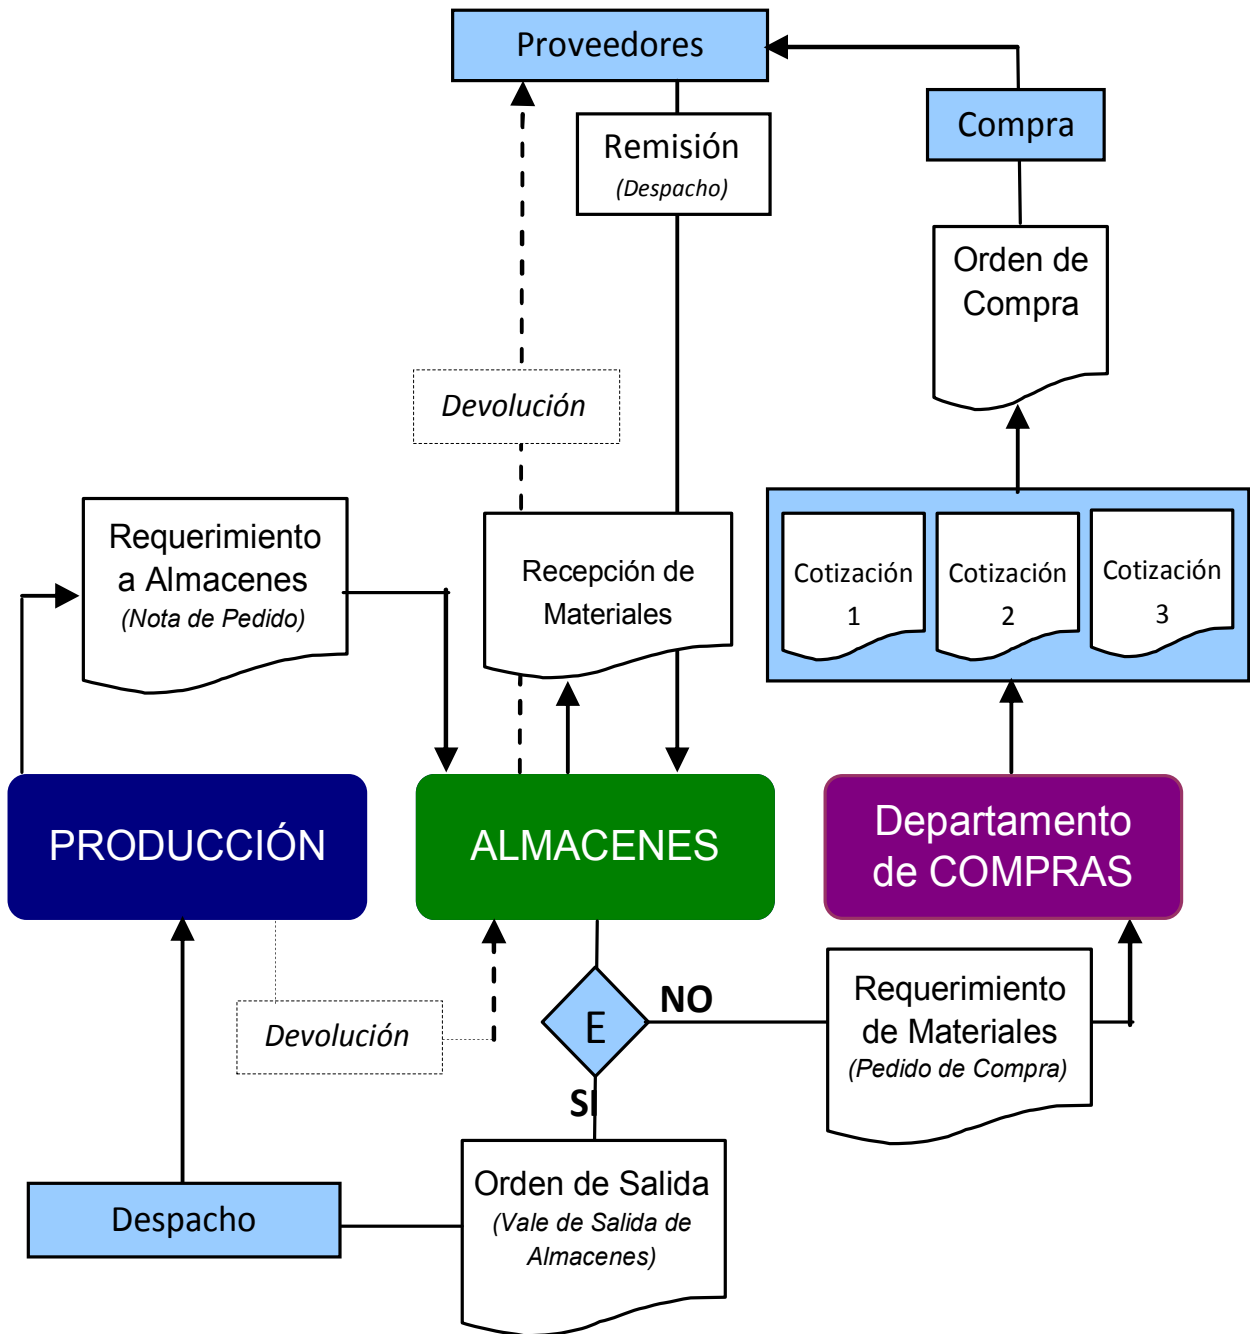 Proveedores
Compra
Remisión
(Despacho)
Orden de
Compra
Devolución
Requerimiento
a Almacenes
(Nota de Pedido)
Recepción de
Materiales
Cotización
1
Cotización
2
Cotización
3
PRODUCCIÓN
ALMACENES
Departamento
de COMPRAS
Devolución
E
NO
SI
Requerimiento
de Materiales
(Pedido de Compra)
Despacho
Orden de Salida
(Vale de Salida de
Almacenes)